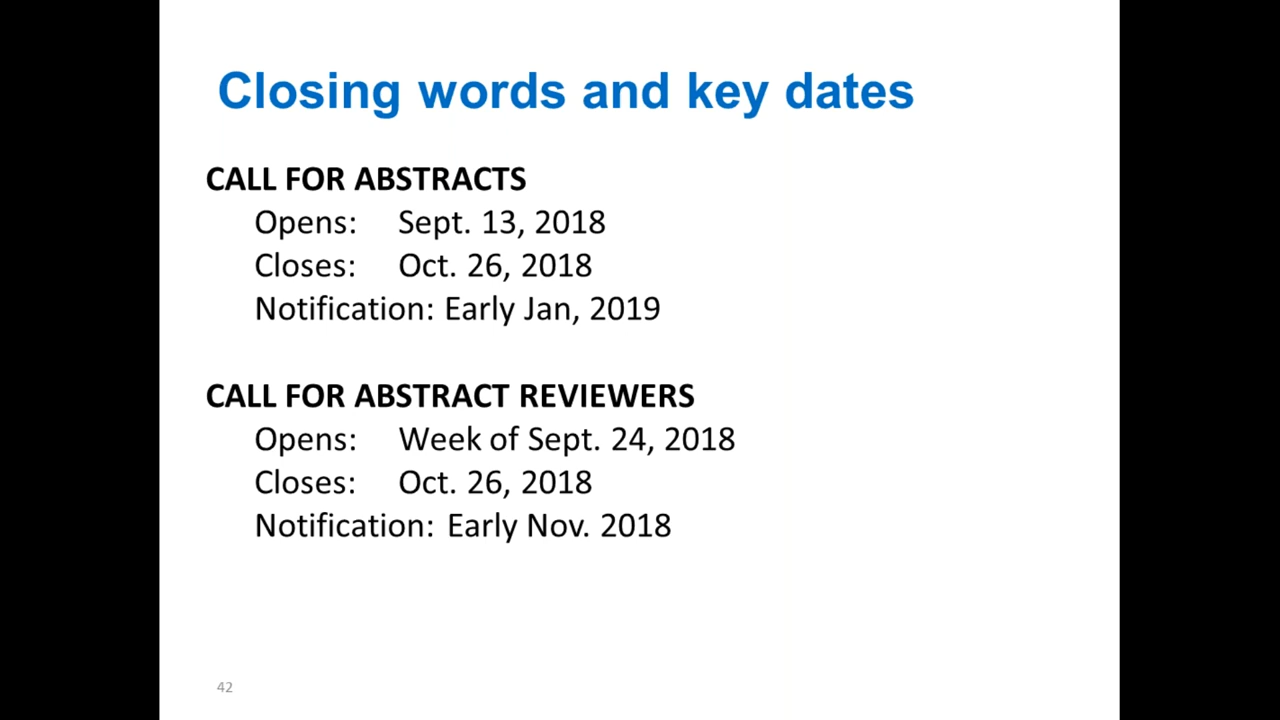 Closing words and key dates
CALL FOR ABSTRACTS
Opens: Sept. 13, 2018
Closes: Oct. 26, 2018
Notification: Early Jan, 2019
CALL FOR ABSTRACT REVIEWERS
Opens: Week of Sept. 24, 2018
Closes: Oct. 26, 2018
Notification: Early Nov. 2018
42